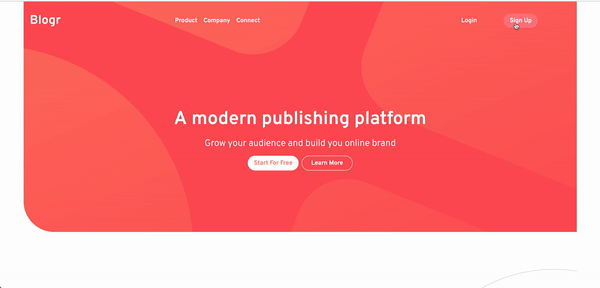 Blogr
Product Company Connect
Login
Sign Up
A modern publishing platform
Grow your audience and build you online brand
Start For Free
Learn More